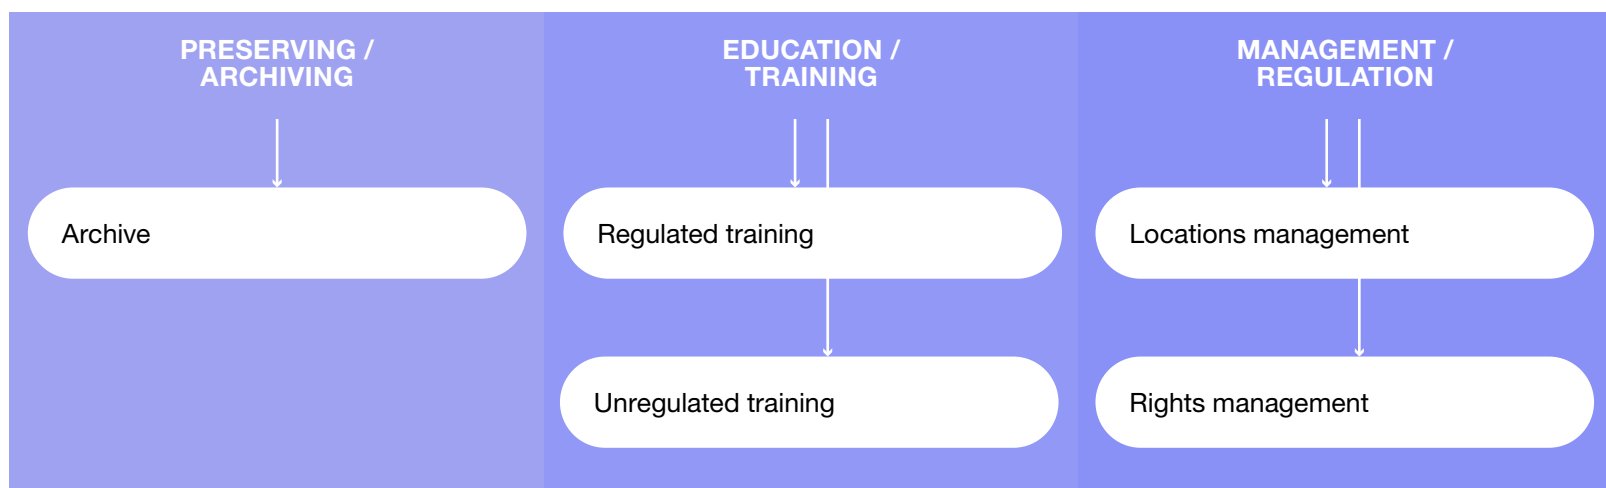 PRESERVING /
ARCHIVING
Archive
EDUCATION /
TRAINING
Regulated training
Unregulated training
MANAGEMENT /
REGULATION
Locations management
Rights management